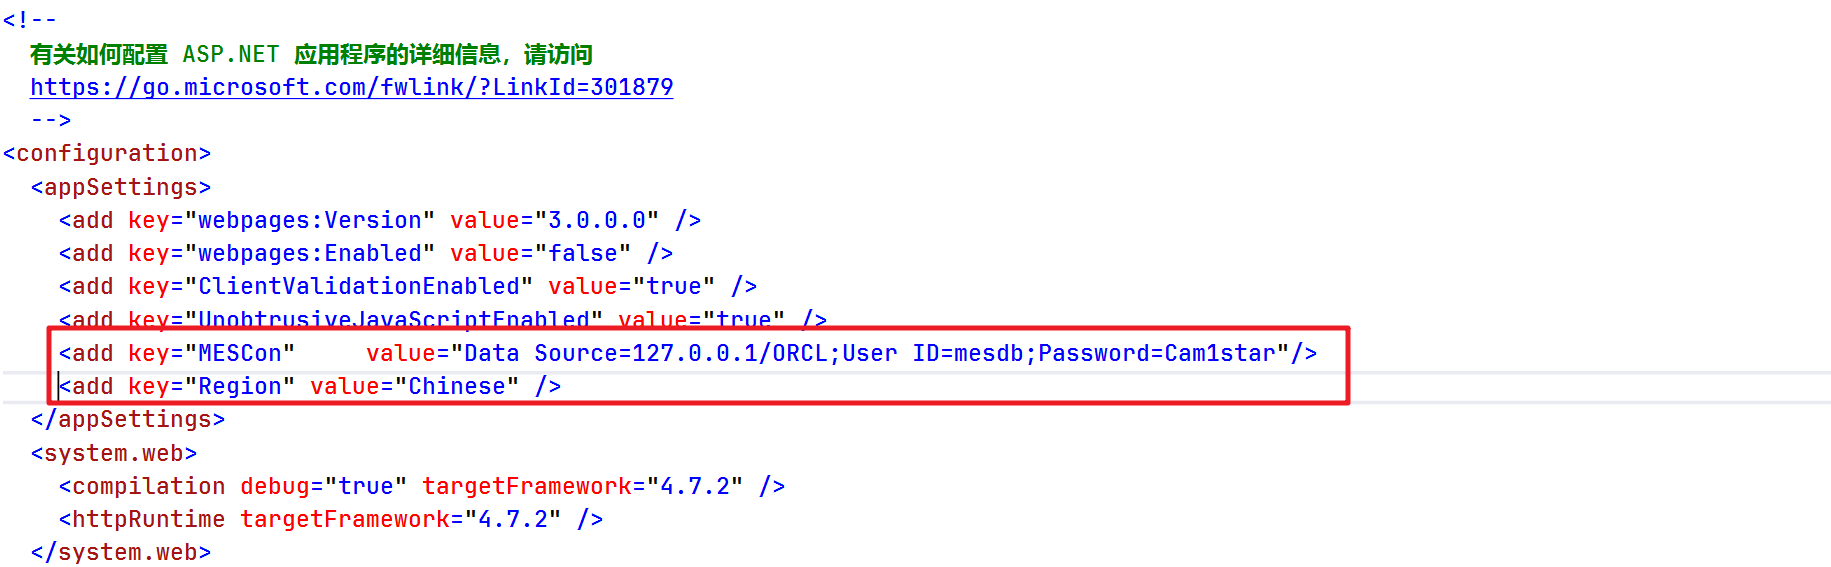 <!--
有关如何配置 ASP.NET 应用程序的详细信息，请访问
https://go.microsoft.com/fwlink/?LinkId=301879
-->
<configuration>
<appSettings>
<add key="webpages:Version" value="3.0.0.0" />
<add key="webpages:Enabled" value="false" />
<add key="ClientValidationEnabled" value="true" />
<add key="UnobtrusiveJavaScriptEnabled" value="true" />
<add key="MESCon"     value="Data Source=127.0.0.1/ORCL;User ID=mesdb;Password=Cam1star"/>
<add key="Region" value="Chinese" />
</appSettings>
<system.web>
<compilation debug="true" targetFramework="4.7.2" />
<httpRuntime targetFramework="4.7.2" />
</system.web>